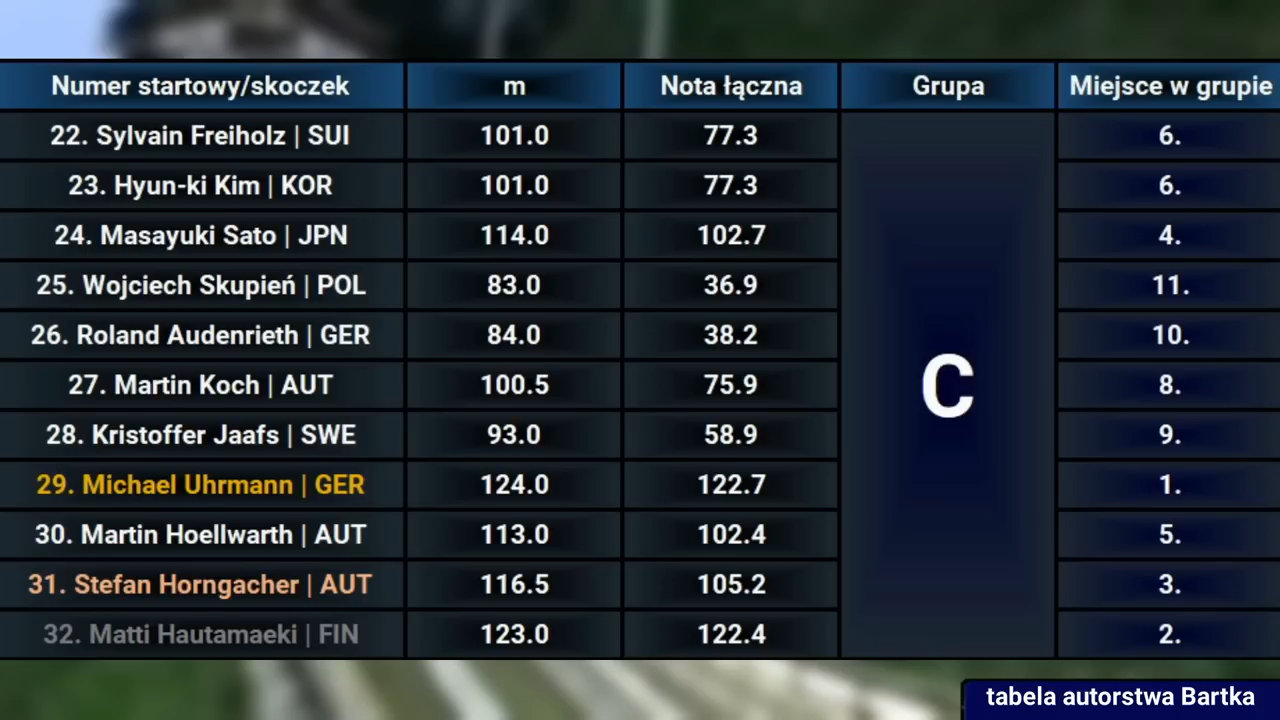 Numer startowy/skoczek m Nota łączna Grupa Miejsce w grupie
22. Sylvain Freiholz | SUI 101.0 77.3 6.
23. Hyun-ki Kim | KOR 101.0 77.3 6.
24. Masayuki Sato | JPN 114.0 102.7 4.
25. Wojciech Skupień | POL 83.0 36.9 11.
26. Roland Audenrieth | GER 84.0 38.2 10.
27. Martin Koch | AUT 100.5 75.9 8.
C
28. Kristoffer Jaafs | SWE 93.0 58.9 9.
29. Michael Uhrmann | GER 124.0 122.7 1.
30. Martin Hoellwarth | AUT 113.0 102.4 5.
31. Stefan Horngacher | AUT 116.5 105.2 3.
32. Matti Hautamaeki | FIN 123.0 122.4 2.
tabela autorstwa Bartka